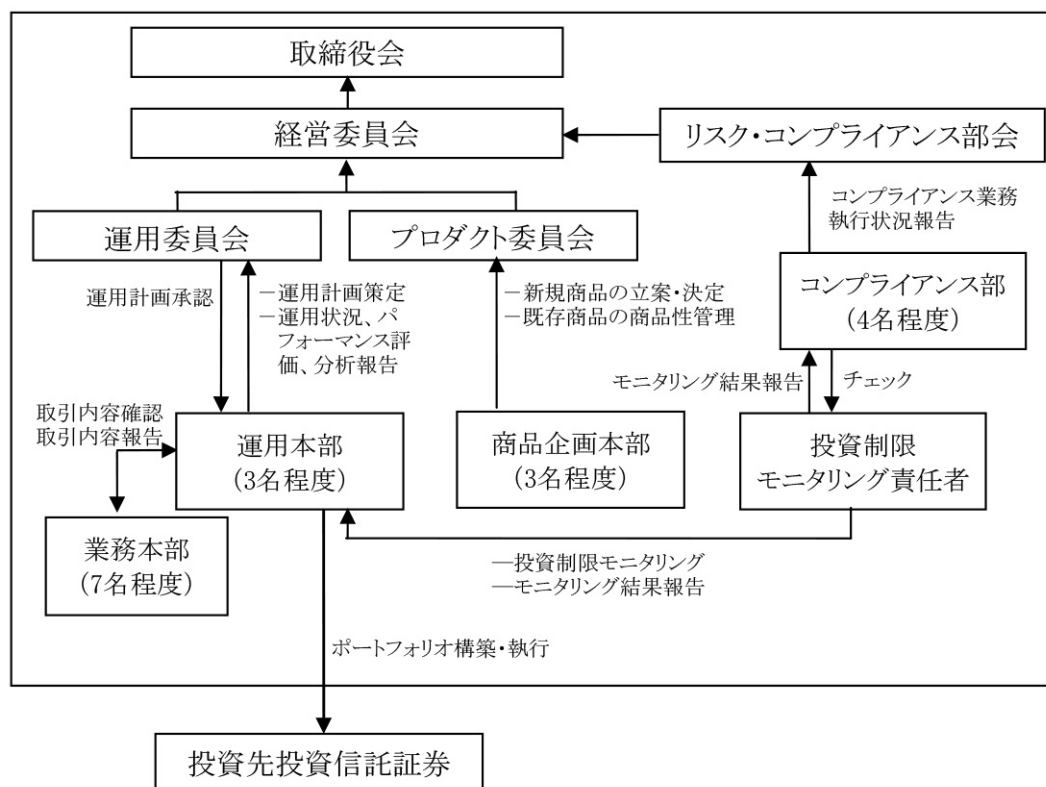 取締役会
経営委員会
リスク・コンプライアンス部会
コンプライアンス業務
執行状況報告
運用委員会
プロダクト委員会
運用計画承認
－運用計画策定
－運用状況、パ
フォーマンス評
価、分析報告
－新規商品の立案・決定
－既存商品の商品性管理
コンプライアンス部
(4名程度)
モニタリング結果報告
チェック
取引内容確認
取引内容報告
運用本部
(3名程度)
商品企画本部
(3名程度)
投資制限
モニタリング責任者
業務本部
(7名程度)
―投資制限モニタリング
―モニタリング結果報告
ポートフォリオ構築・執行
投資先投資信託証券